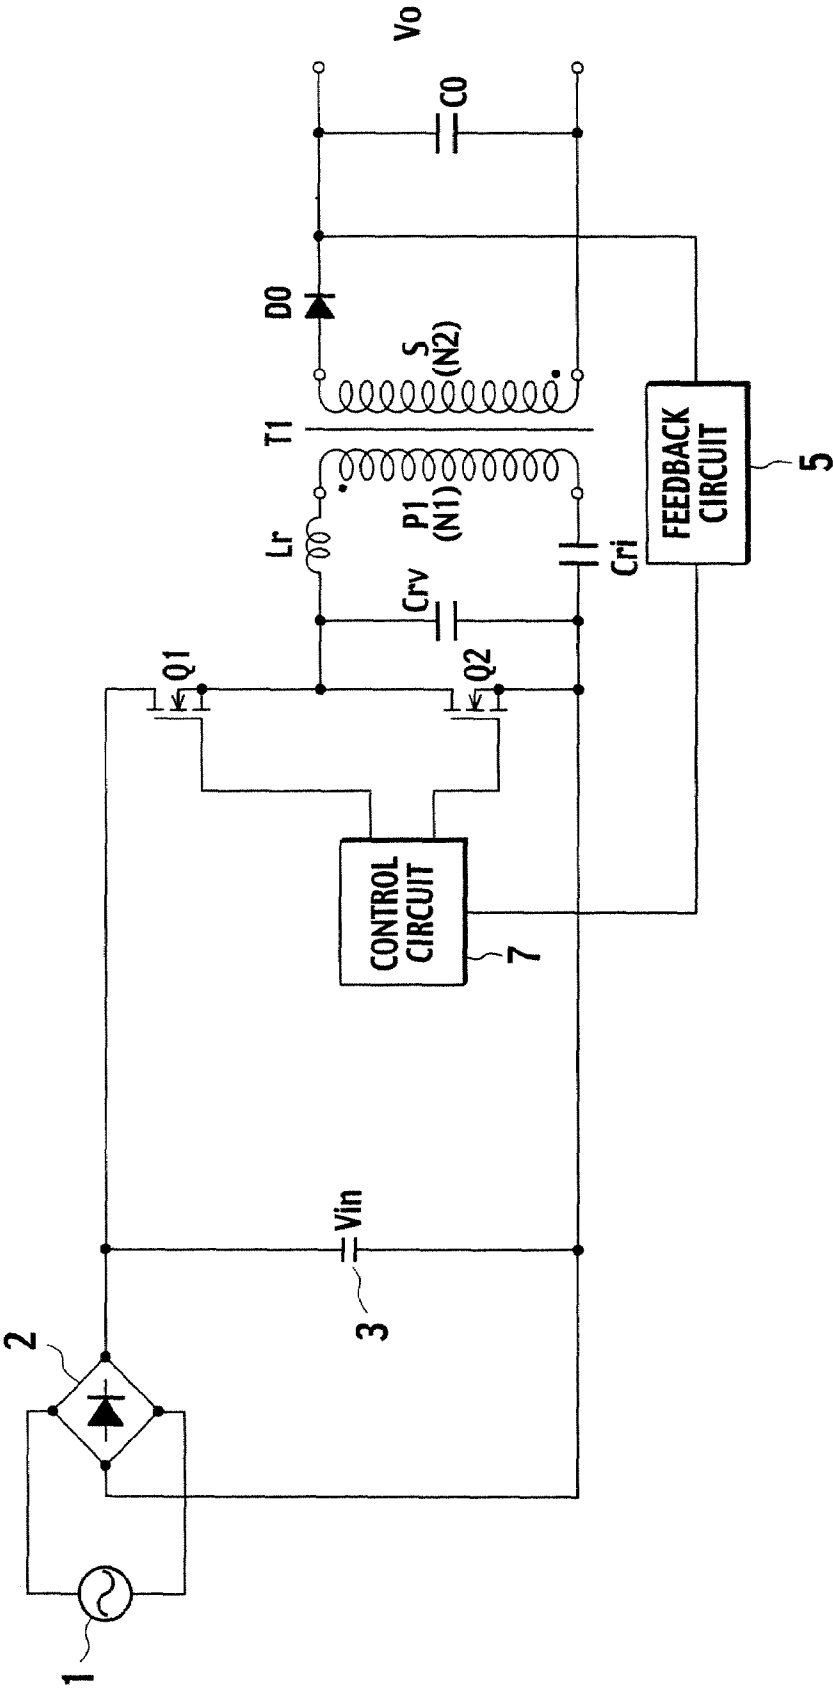 1
2
3
Vin
CONTROL
CIRCUIT
7
Q1
Q2
Crv
Lr
Cri
T1
P1
(N1)
S
(N2)
D0
C0
Vo
FEEDBACK
CIRCUIT
5